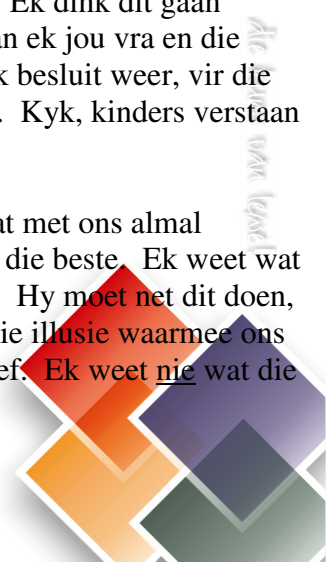 Ek dink dit gaan
an ek jou vra en die
k besluit weer, vir die
. Kyk, kinders verstaan
at met ons almal
die beste. Ek weet wat
Hy moet net dit doen,
ie illusie waarmee ons
ef. Ek weet nie wat die
die kuns van leef